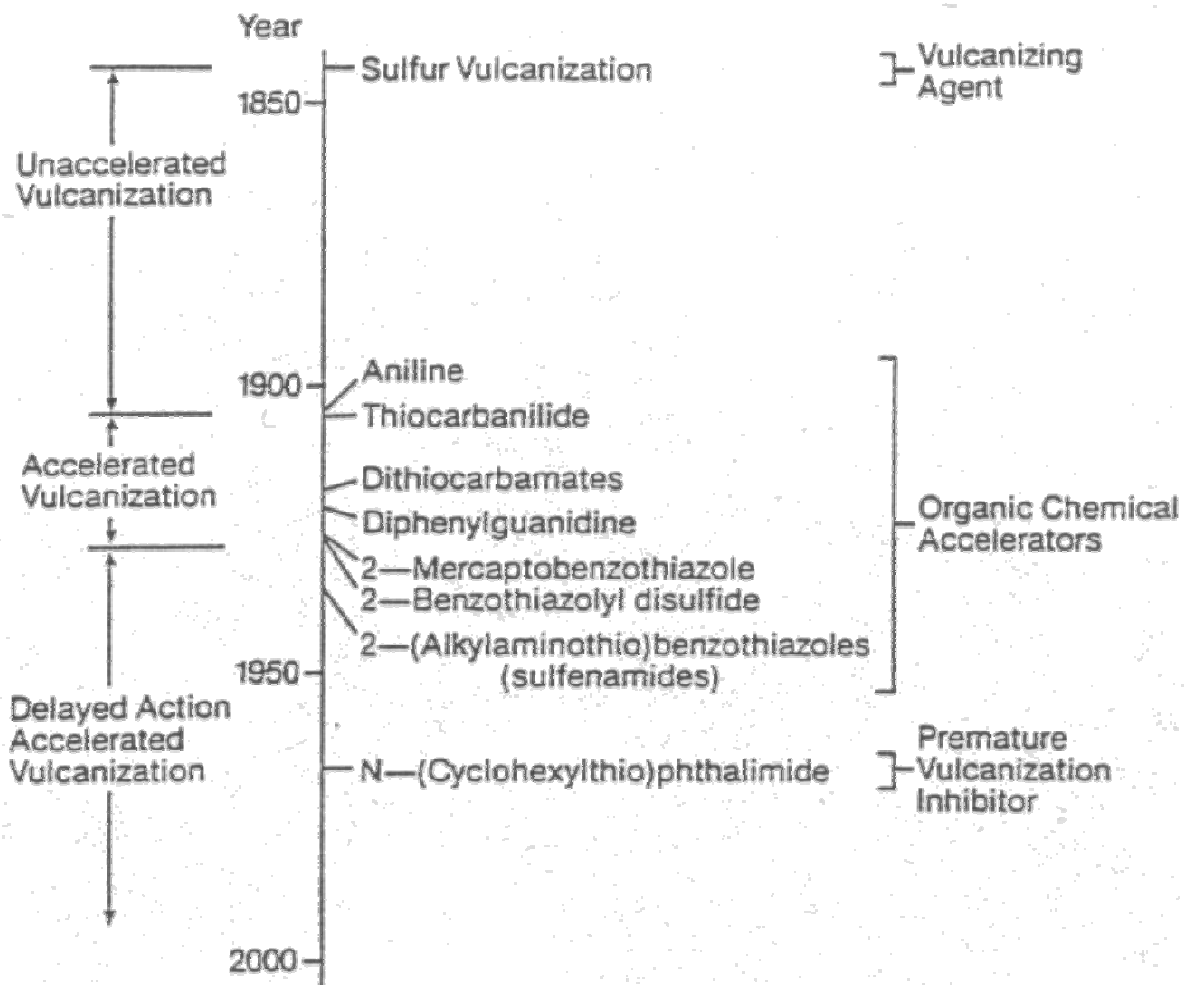 Year
Sulfur Vulcanization
Vulcanizing
Agent
1850
Unaccelerated
Vulcanization
1900
Aniline
Thiocarbanilide
Accelerated
Vulcanization
Dithiocarbamates
Diphenylguanidine
Organic Chemical
Accelerators
2—Mercaptobenzothiazole
2—Benzothiazolyl disulfide
2—(Alkylaminothio)benzothiazoles
(sulfenamides)
1950
Delayed Action
Accelerated
Vulcanization
N—(Cyclohexylthio)phthalimide
Premature
Vulcanization
Inhibitor
2000